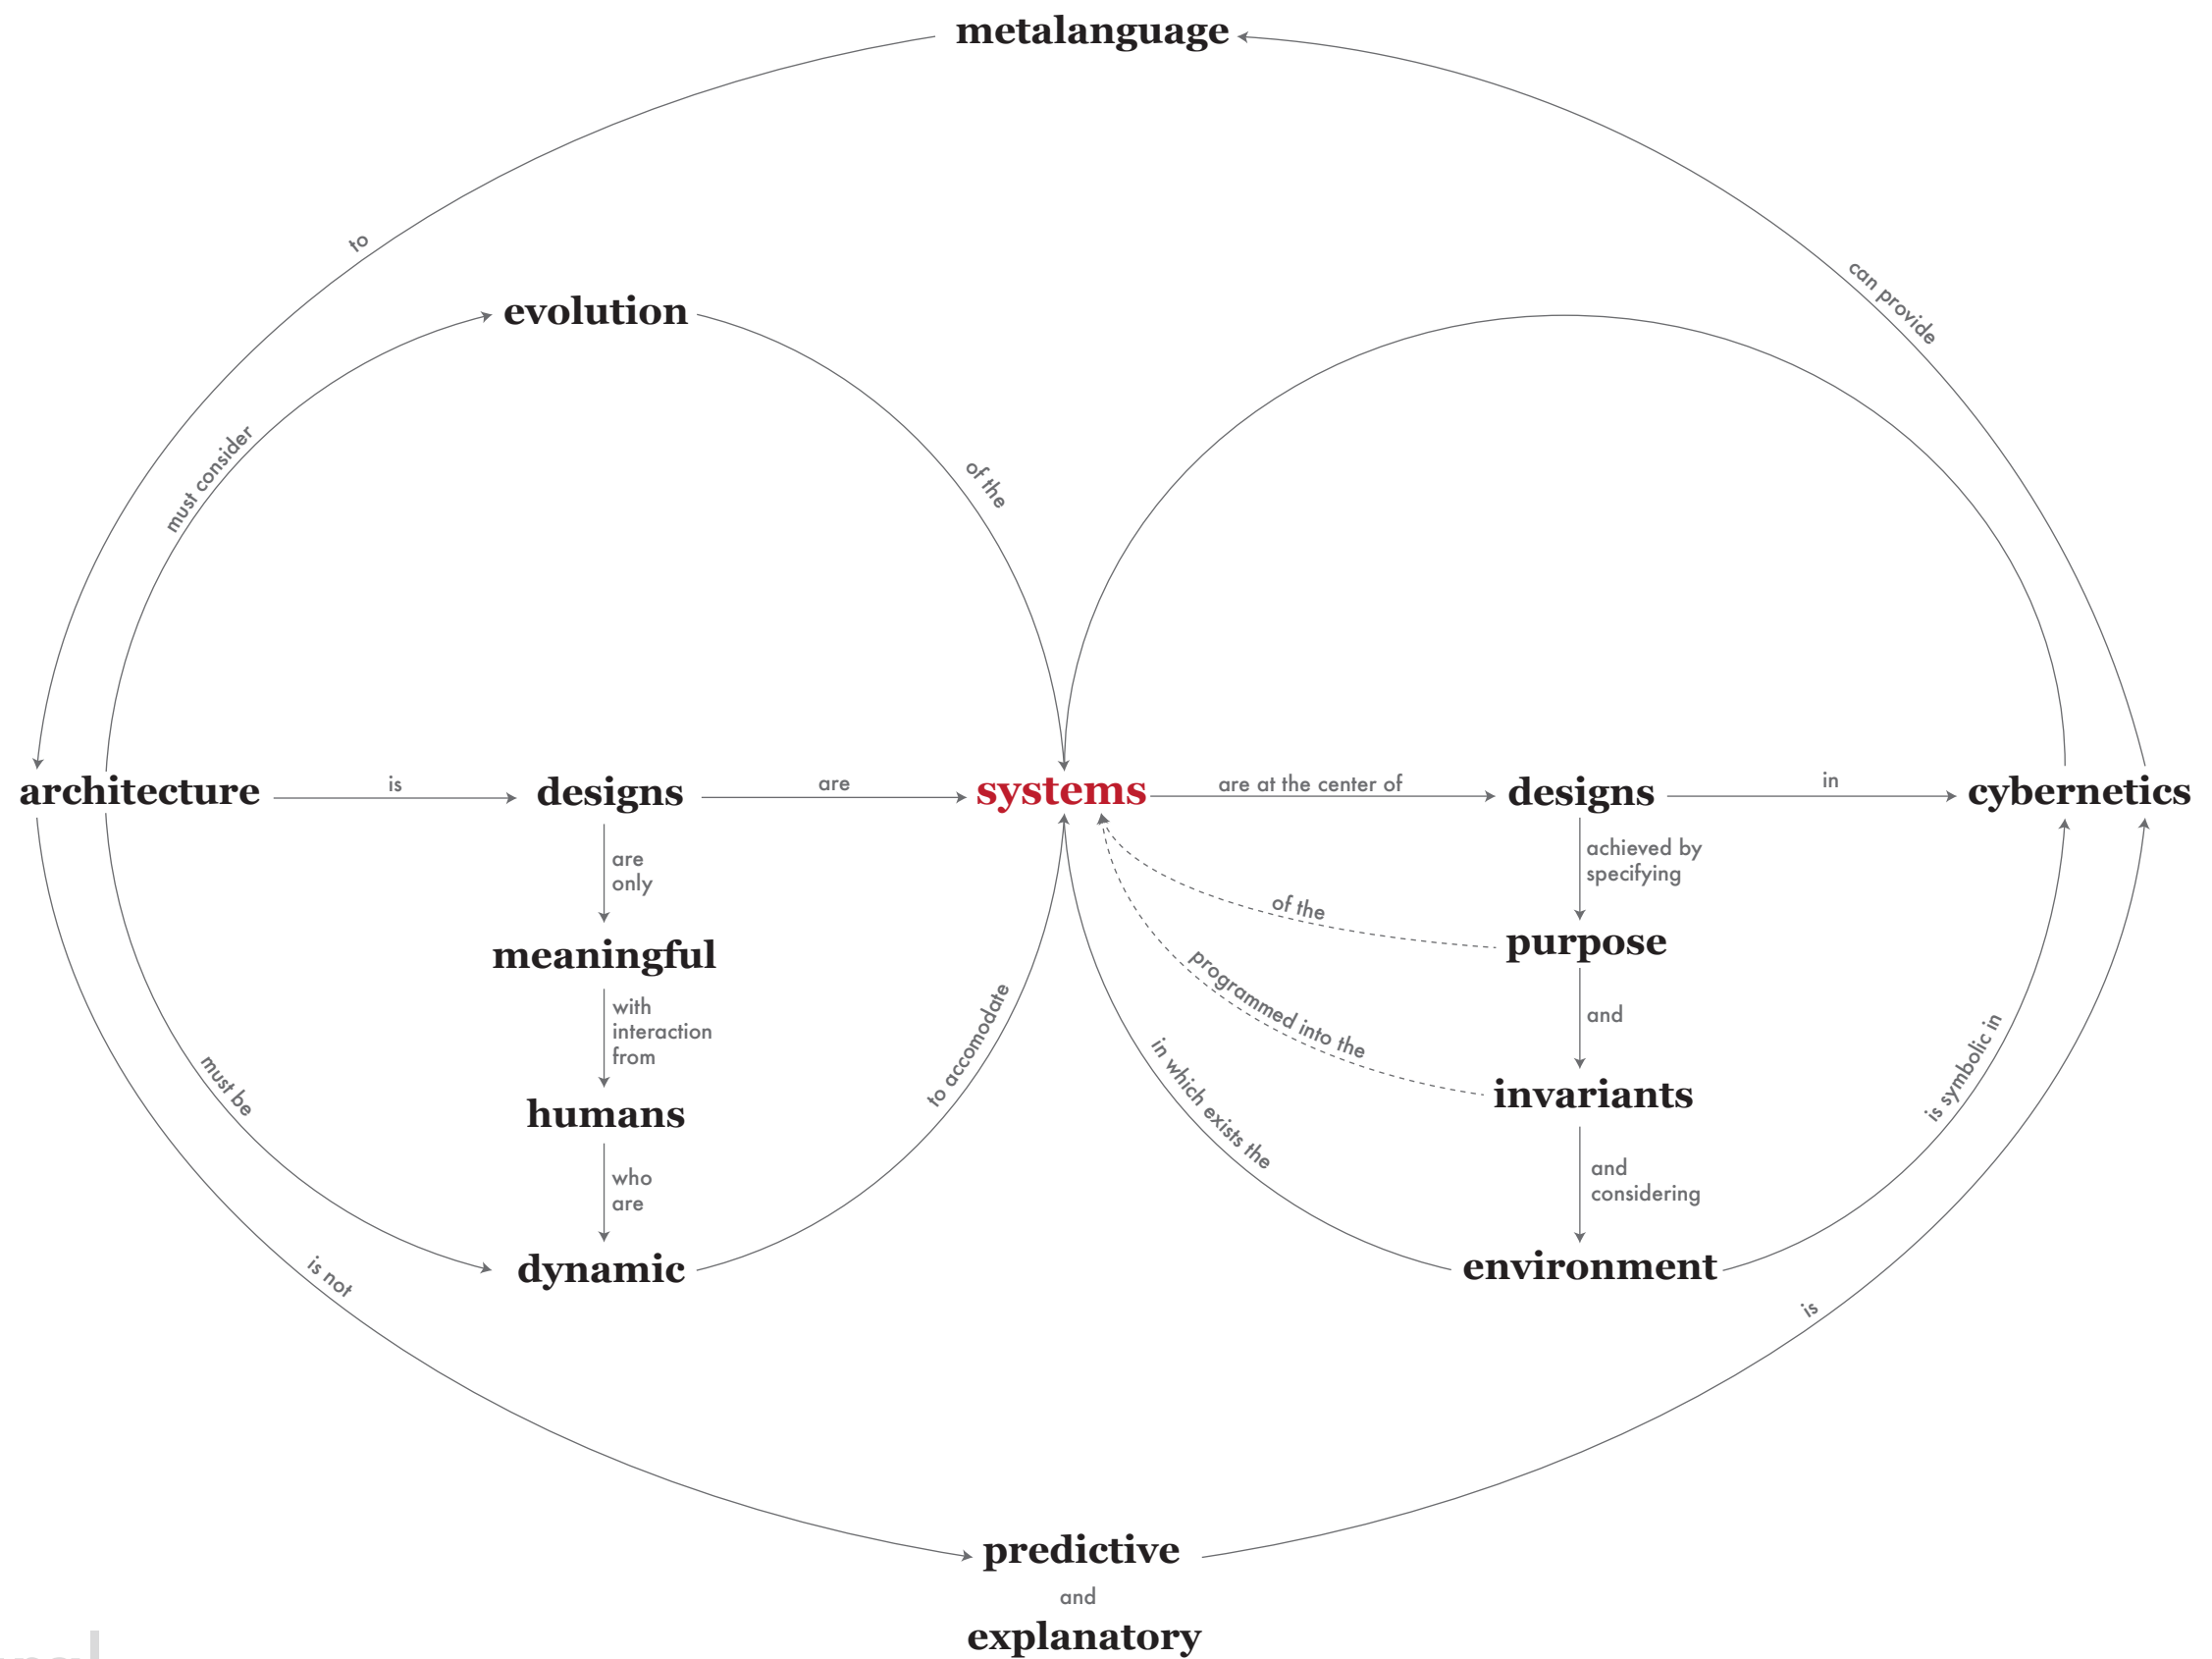 metalanguage
to
can provide
evolution
must consider
of the
architecture
is
designs
are
systems
are at the center of
designs
in
cybernetics
are
only
achieved by
specifying
of the
purpose
meaningful
programmed into the
with
interaction
from
to accomodate
and
in which exists the
is symbolic in
must be
humans
invariants
who
are
and
considering
dynamic
environment
is not
is
predictive
and
explanatory